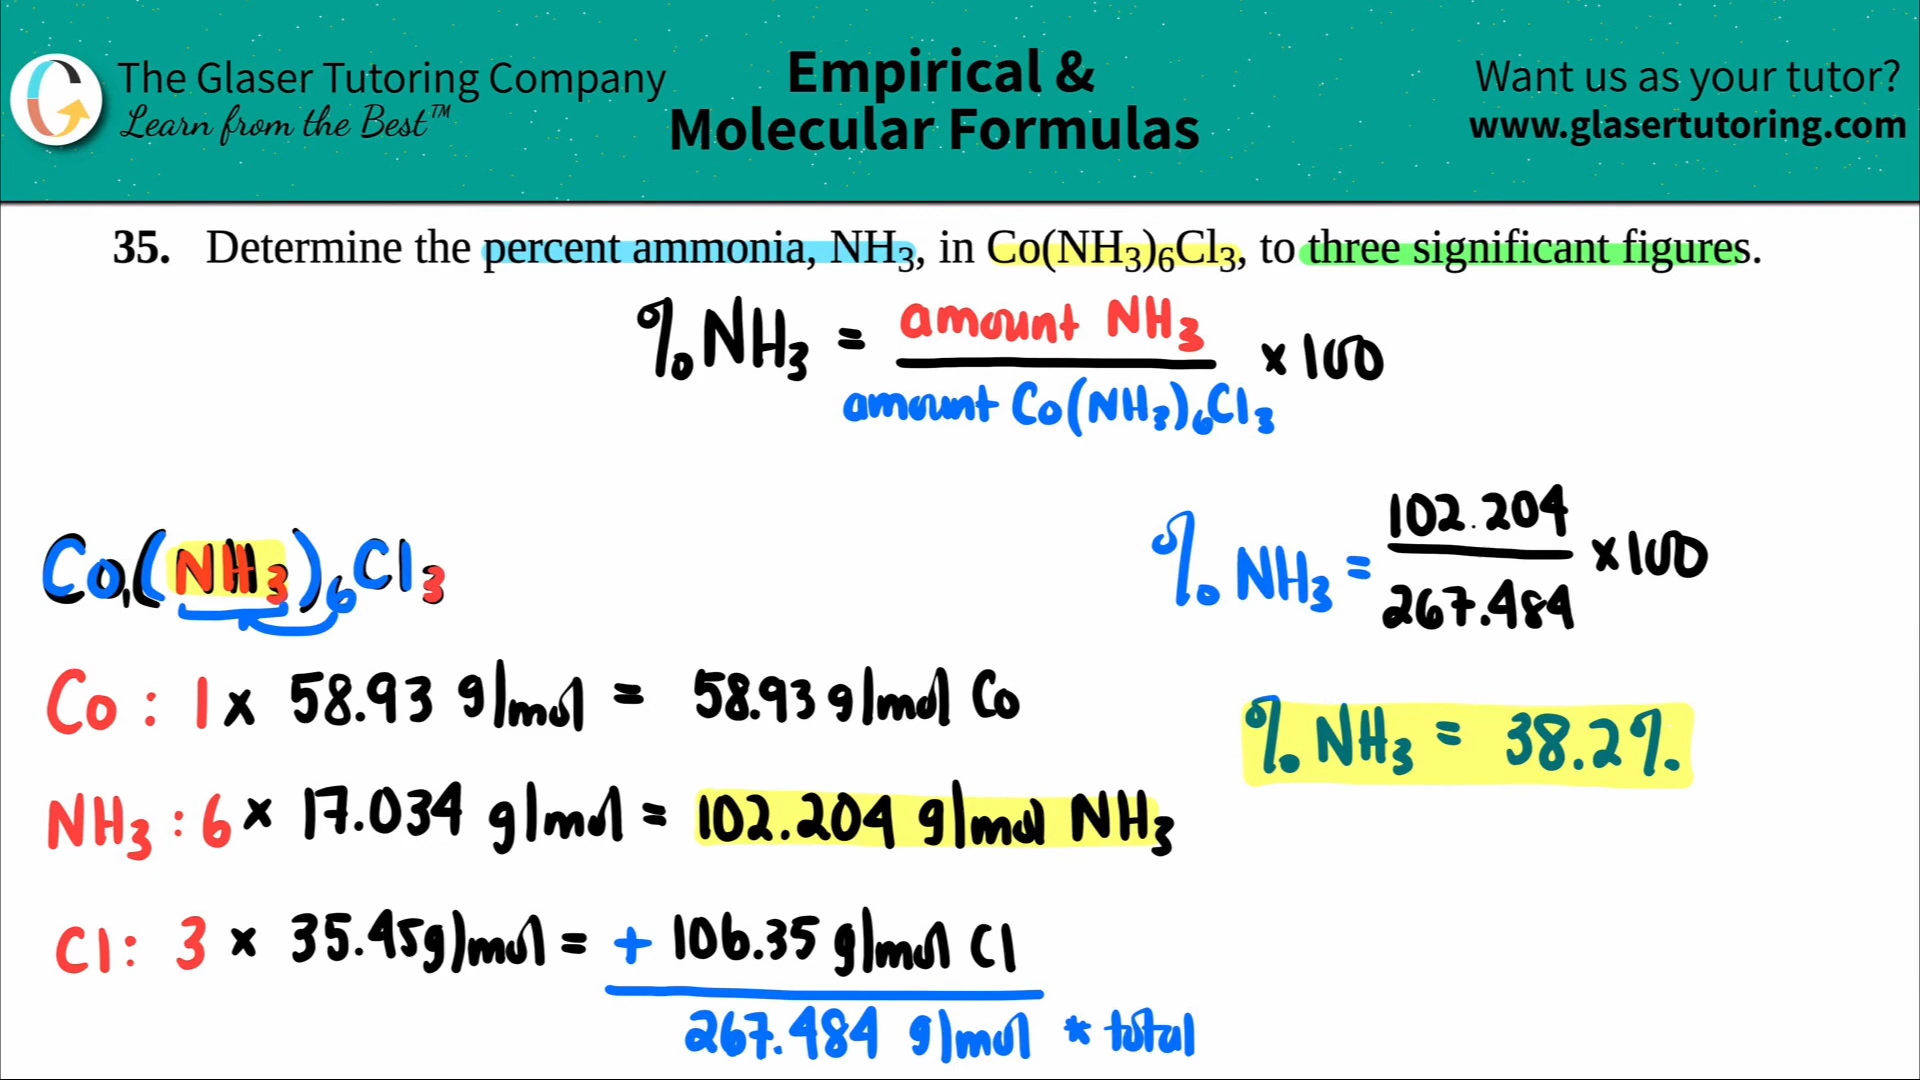 The Glaser Tutoring Company
Learn from the Best™
Empirical &
Molecular Formulas
Want us as your tutor?
www.glasertutoring.com
35. Determine the percent ammonia, NH₃, in Co(NH₃)₆Cl₃, to three significant figures.
% NH₃ = amount NH₃ / amount Co(NH₃)₆Cl₃ × 100
Co₁(NH₃)₆Cl₃
Co : 1 × 58.93 g/mol = 58.93 g/mol Co
NH₃ : 6 × 17.034 g/mol = 102.204 g/mol NH₃
Cl : 3 × 35.45 g/mol = + 106.35 g/mol Cl
267.484 g/mol * total
% NH₃ = 102.204 / 267.484 × 100
% NH₃ = 38.2%